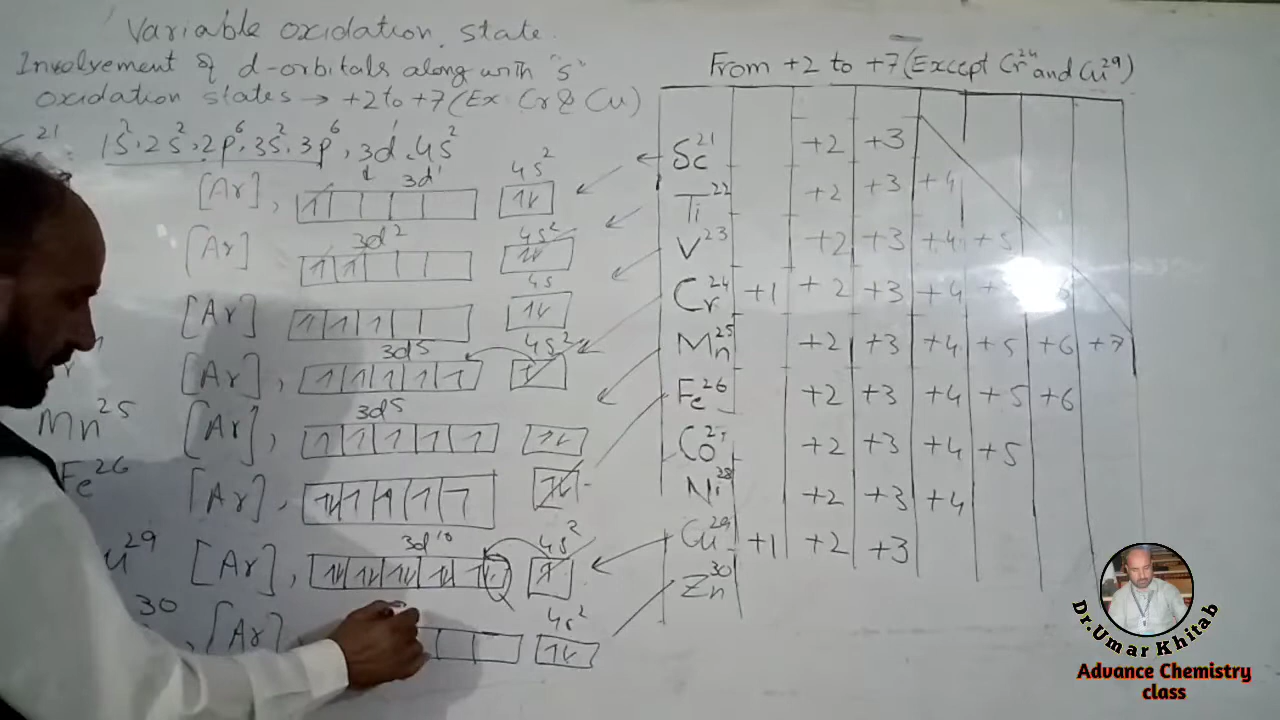 Variable oxidation state.
Involvement of d-orbitals along with "s"
oxidation states → +2 to +7 (Ex Cr & Cu)
21 : 1s², 2s², 2p⁶, 3s², 3p⁶, 3d¹, 4s²
3d¹ 4s²
[Ar],
3d² 4s²
[Ar]
4s
[Ar]
3d5 4s²
[Ar],
3d5
Mn²⁵ [Ar],
Fe²⁶ [Ar],
3d¹⁰ 4s²
u²⁹ [Ar],
4s²
30 , [Ar]
From +2 to +7 (Except Cr²⁴ and Cu²⁹)
Sc²¹ +2 +3
Ti²² +2 +3 +4
V²³ +2 +3 +4 +5
Cr²⁴ +1 +2 +3 +4
Mn²⁵ +2 +3 +4 +5 +6 +7
Fe²⁶ +2 +3 +4 +5 +6
Co +2 +3 +4 +5
Ni²⁸ +2 +3 +4
Cu²⁹ +1 +2 +3
Zn³⁰
Dr.Umar Khitab
Advance Chemistry
class